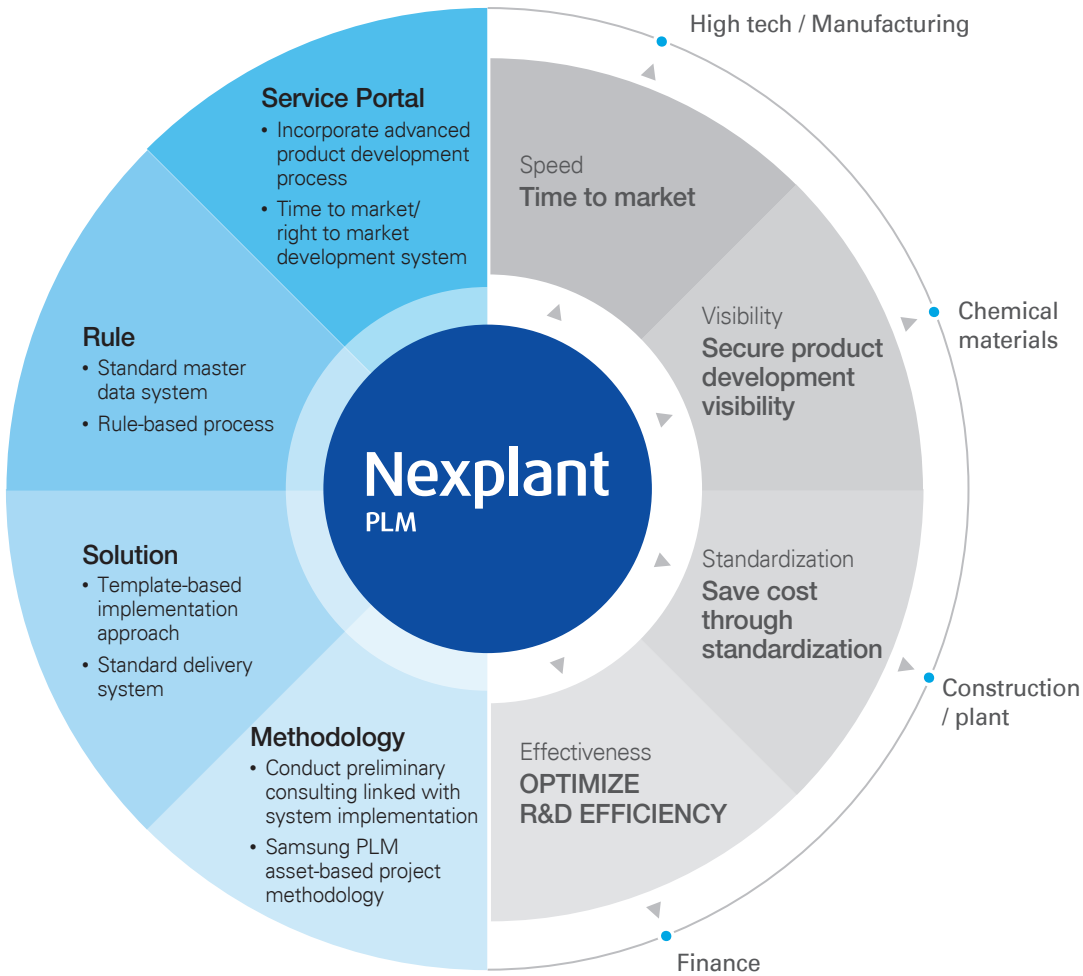 Service Portal
• Incorporate advanced
product development
process
• Time to market/
right to market
development system
Rule
• Standard master
data system
• Rule-based process
Solution
• Template-based
implementation
approach
• Standard delivery
system
Methodology
• Conduct preliminary
consulting linked with
system implementation
• Samsung PLM
asset-based project
methodology
Nexplant
PLM
Speed
Time to market
Visibility
Secure product
development
visibility
Standardization
Save cost
through
standardization
Effectiveness
OPTIMIZE
R&D EFFICIENCY
High tech / Manufacturing
Chemical
materials
Construction
/ plant
Finance